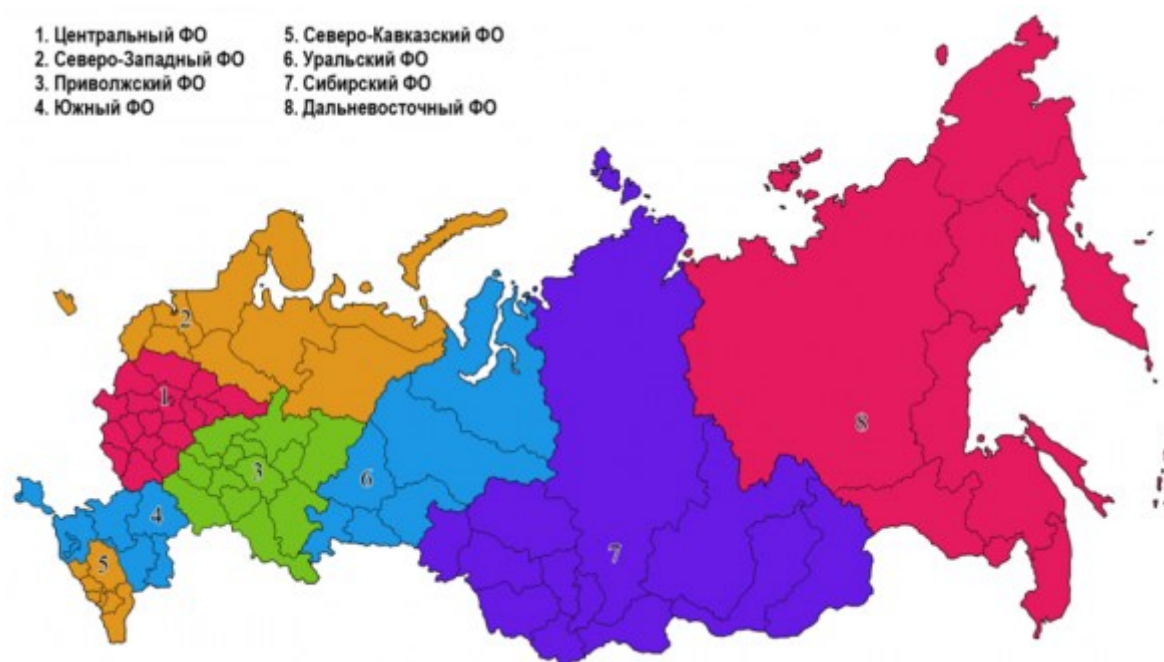 1. Центральный ФО
2. Северо-Западный ФО
3. Приволжский ФО
4. Южный ФО
5. Северо-Кавказский ФО
6. Уральский ФО
7. Сибирский ФО
8. Дальневосточный ФО
2
1
8
3
6
4
7
5